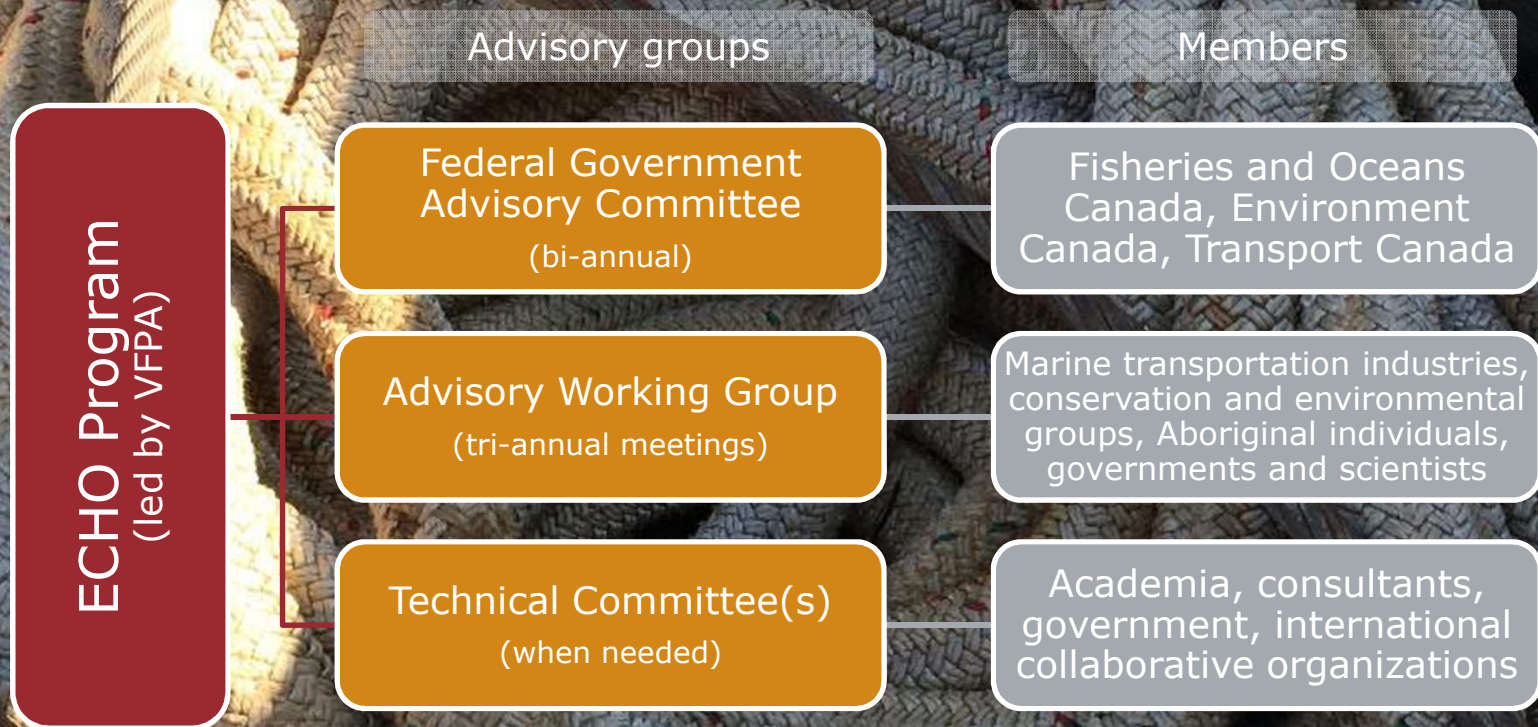 Advisory groups
Members
ECHO Program
(led by VFPA)
Federal Government
Advisory Committee
(bi-annual)
Fisheries and Oceans
Canada, Environment
Canada, Transport Canada
Advisory Working Group
(tri-annual meetings)
Marine transportation industries,
conservation and environmental
groups, Aboriginal individuals,
governments and scientists
Technical Committee(s)
(when needed)
Academia, consultants,
government, international
collaborative organizations